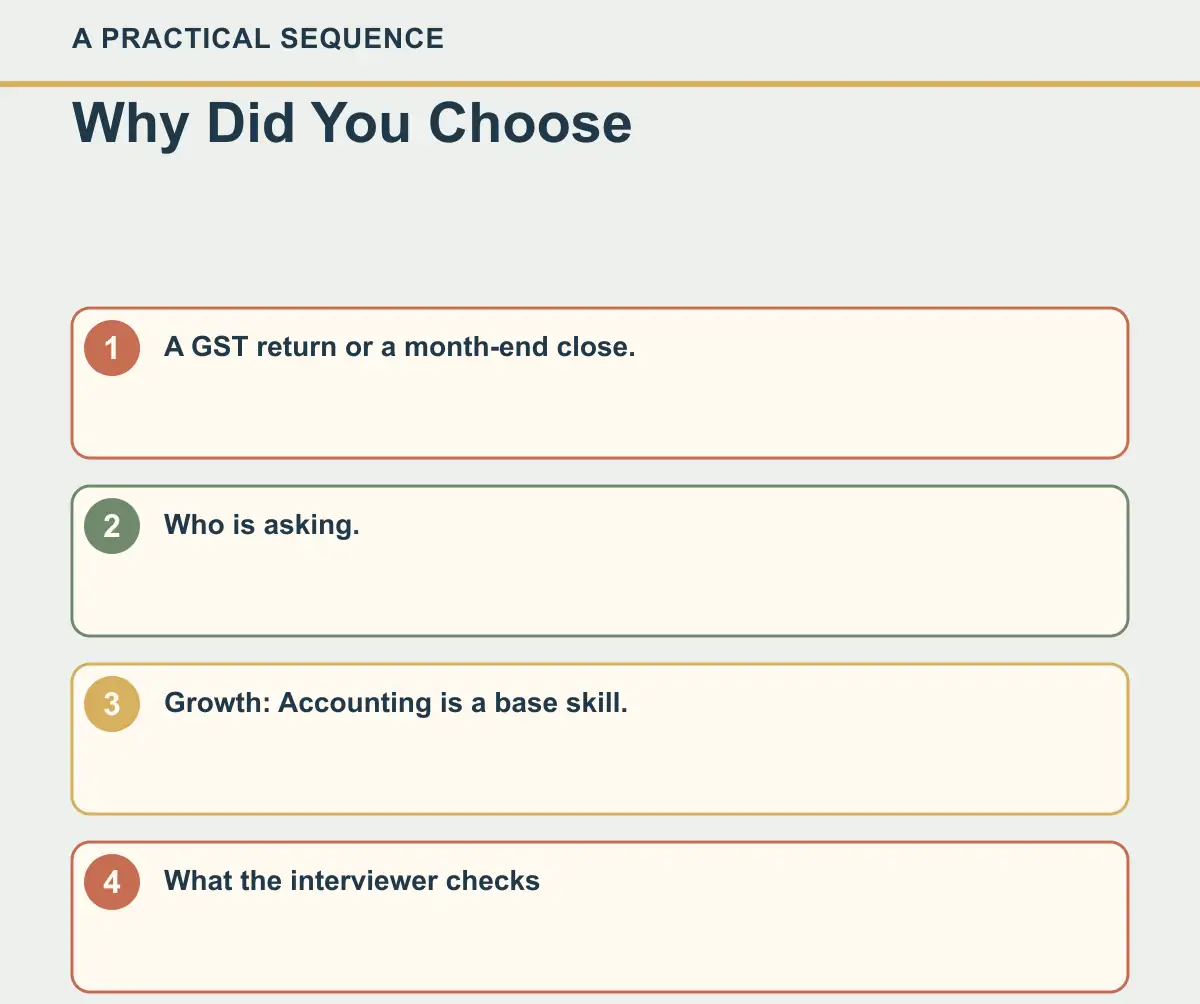 A PRACTICAL SEQUENCE
Why Did You Choose
1 A GST return or a month-end close.
2 Who is asking.
3 Growth: Accounting is a base skill.
4 What the interviewer checks